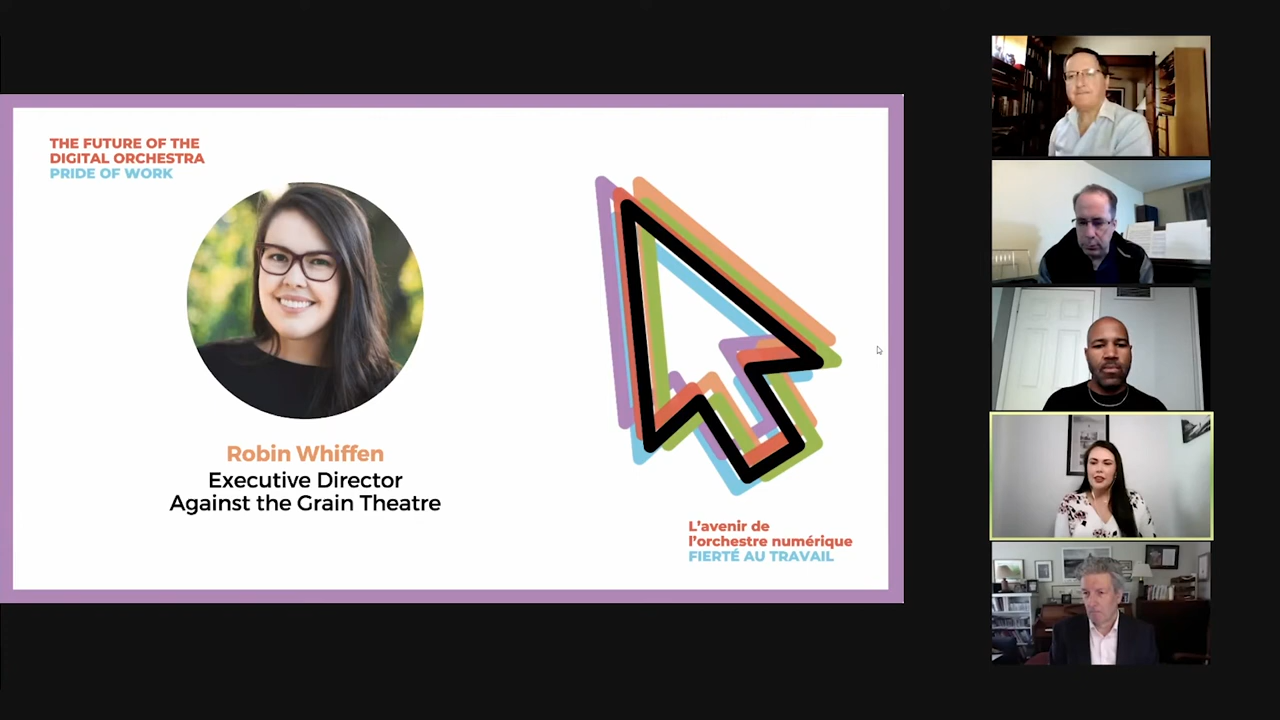 THE FUTURE OF THE
DIGITAL ORCHESTRA
PRIDE OF WORK
Robin Whiffen
Executive Director
Against the Grain Theatre
L'avenir de
l'orchestre numérique
FIERTÉ AU TRAVAIL